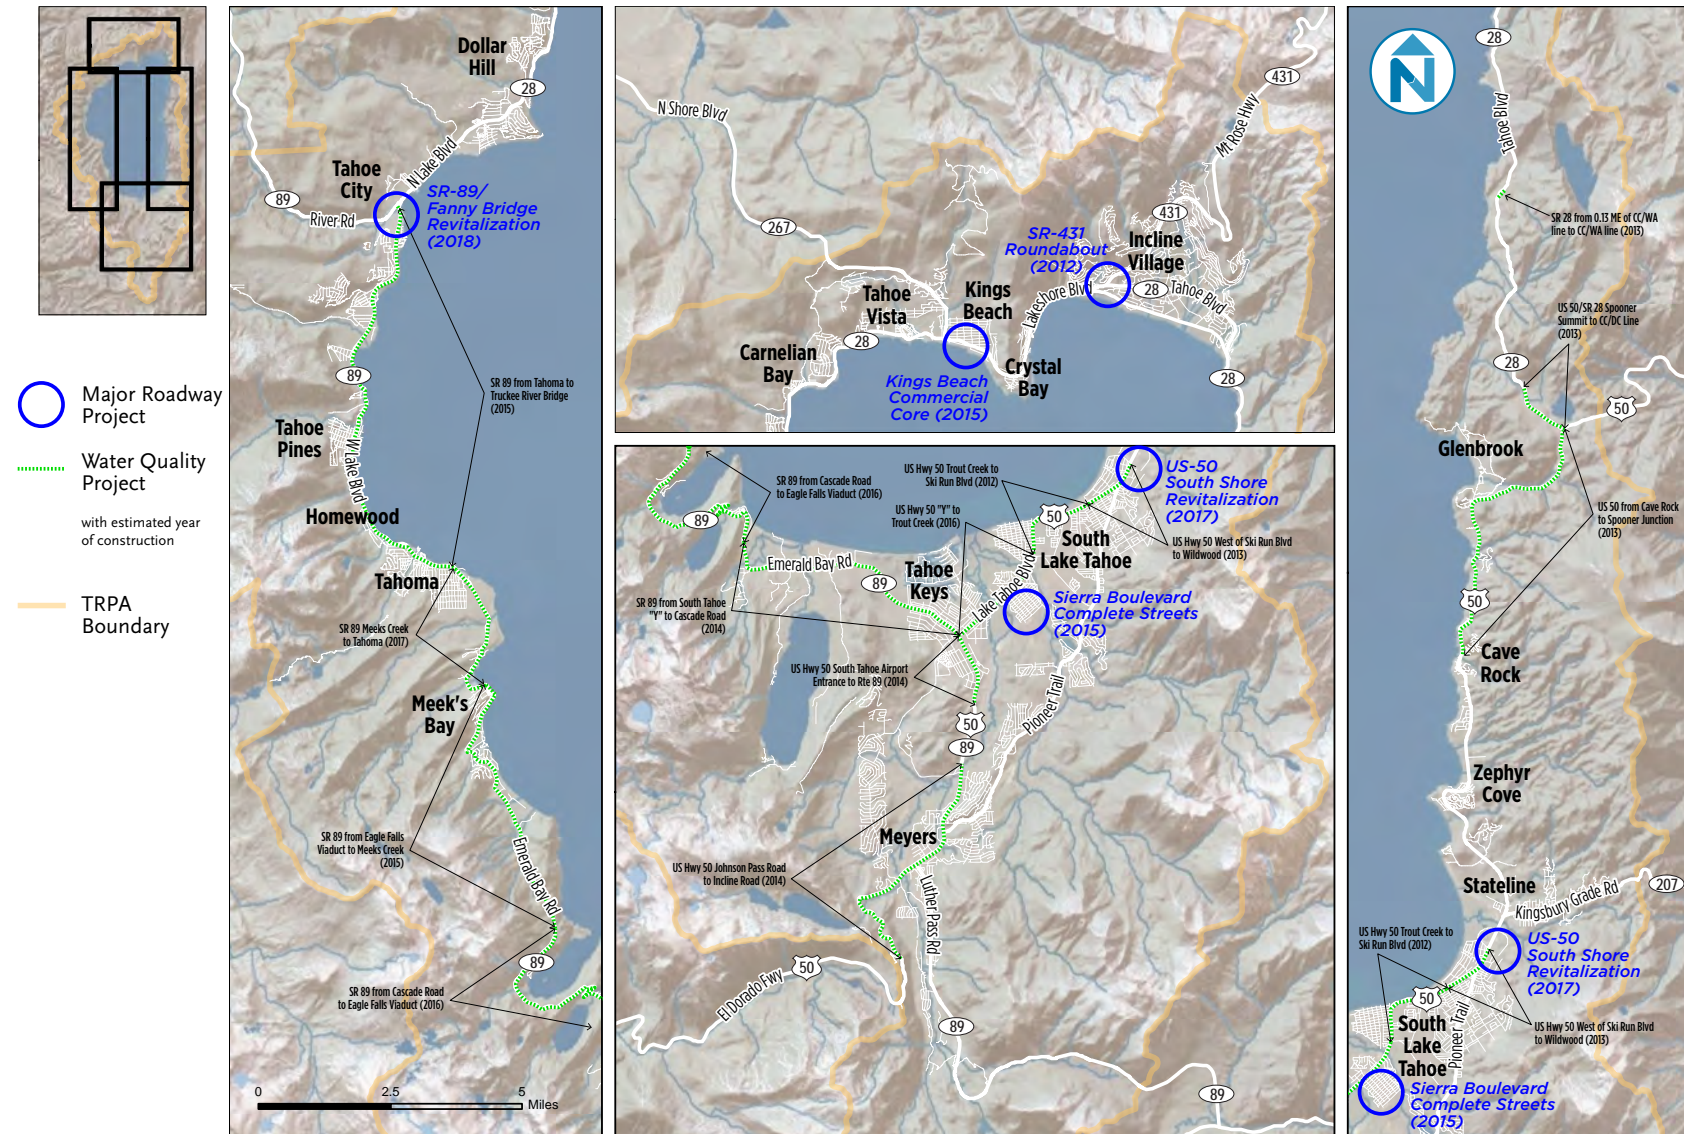 Major Roadway
Project
Water Quality
Project
with estimated year
of construction
TRPA
Boundary
Dollar
Hill
28
N Lake Blvd
Tahoe
City
89
River Rd
SR-89/
Fanny Bridge
Revitalization
(2018)
SR 89 from Tahoma to
Truckee River Bridge
(2015)
89
Tahoe
Pines
W Lake Blvd
Homewood
Tahoma
SR 89 Meeks Creek
to Tahoma (2017)
Meek's
Bay
SR 89 from Eagle Falls
Viaduct to Meeks Creek
(2015)
Emerald Bay Rd
89
SR 89 from Cascade Road
to Eagle Falls Viaduct (2016)
0
2.5
5
Miles
N Shore Blvd
431
Mt Rose Hwy
267
431
SR-431
Roundabout
(2012)
Incline
Village
28
Tahoe Blvd
Lakeshore Blvd
Tahoe
Vista
Kings
Beach
28
Carnelian
Bay
Crystal
Bay
28
Kings Beach
Commercial
Core (2015)
SR 89 from Cascade Road
to Eagle Falls Viaduct (2016)
US Hwy 50 Trout Creek to
Ski Run Blvd (2012)
US-50
South Shore
Revitalization
(2017)
US Hwy 50 "Y" to
Trout Creek (2016)
89
50
South
Lake Tahoe
US Hwy 50 West of Ski Run Blvd
to Wildwood (2013)
Emerald Bay Rd
89
Tahoe
Keys
Lake Tahoe Blvd
Sierra Boulevard
Complete Streets
(2015)
SR 89 from South Tahoe
"Y" to Cascade Road
(2014)
US Hwy 50 South Tahoe Airport
Entrance to Rte 89 (2014)
Pioneer Trail
50
89
Meyers
US Hwy 50 Johnson Pass Road
to Incline Road (2014)
Luther Pass Rd
50
El Dorado Fwy
89
89
N
28
Tahoe Blvd
SR 28 from 0.13 ME of CC/WA
line to CC/WA line (2013)
US 50/SR 28 Spooner
Summit to CC/DC Line
(2013)
28
50
Glenbrook
US 50 from Cave Rock
to Spooner Junction
(2013)
50
Cave
Rock
Zephyr
Cove
Stateline
207
Kingsbury Grade Rd
US Hwy 50 Trout Creek to
Ski Run Blvd (2012)
US-50
South Shore
Revitalization
(2017)
50
South
Lake
Tahoe
Pioneer Trail
US Hwy 50 West of Ski Run Blvd
to Wildwood (2013)
Sierra Boulevard
Complete Streets
(2015)